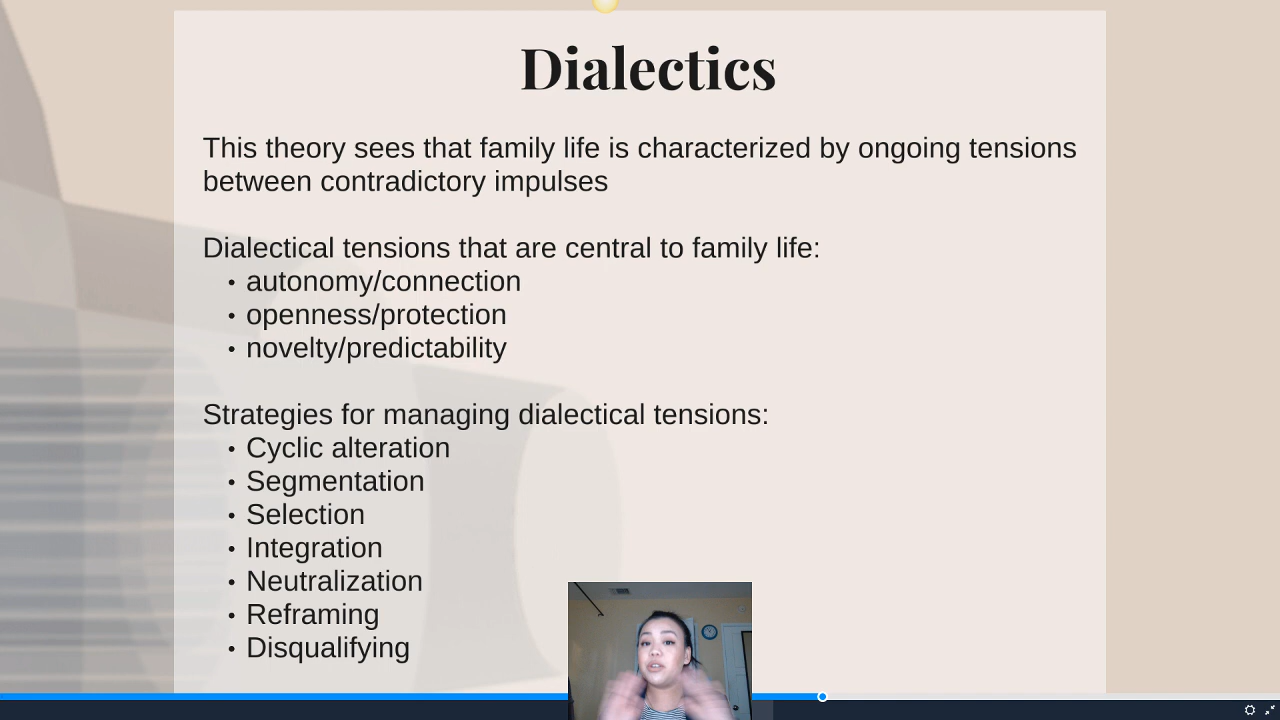 Dialectics
This theory sees that family life is characterized by ongoing tensions
between contradictory impulses
Dialectical tensions that are central to family life:
• autonomy/connection
• openness/protection
• novelty/predictability
Strategies for managing dialectical tensions:
• Cyclic alteration
• Segmentation
• Selection
• Integration
• Neutralization
• Reframing
• Disqualifying